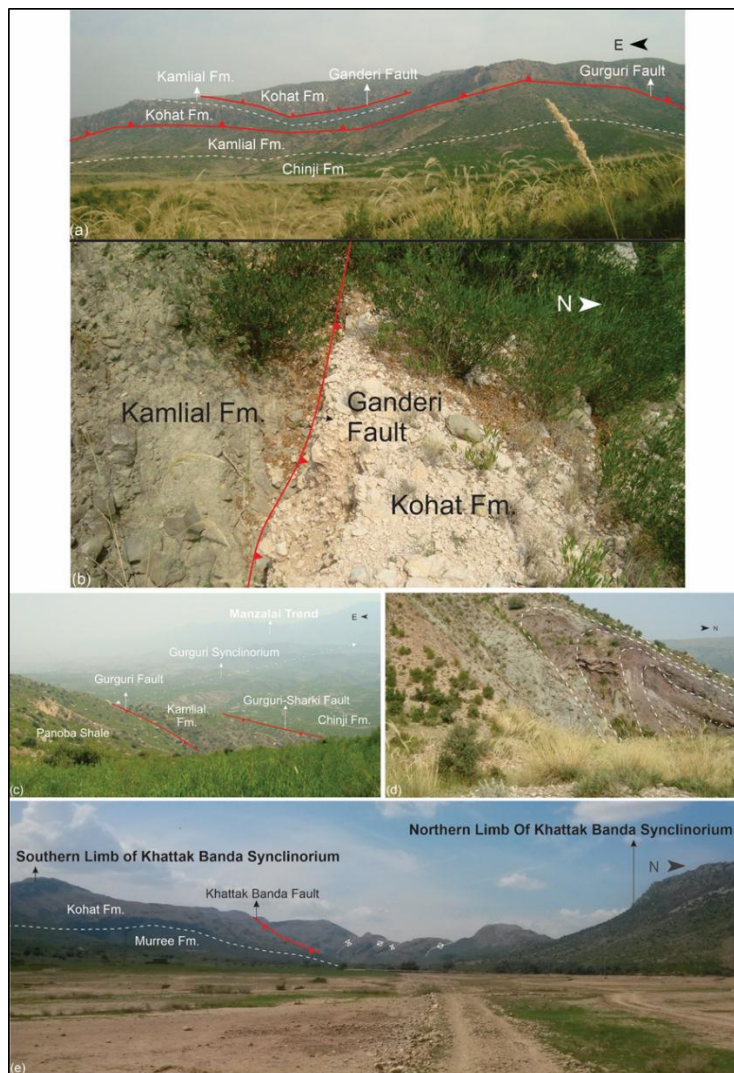 E
Kamlial Fm.
Ganderi Fault
Gurguri Fault
Kohat Fm.
Kohat Fm.
Kamlial Fm.
Chinji Fm.
(a)
N
Kamlial Fm.
Ganderi
Fault
Kohat Fm.
(b)
Manzalai Trend
E
Gurguri Synclinorium
Gurguri Fault
Gurguri-Sharki Fault
Kamlial
Fm.
Chinji Fm.
Panoba Shale
(c)
N
(d)
Northern Limb Of Khattak Banda Synclinorium
Southern Limb of Khattak Banda Synclinorium
N
Khattak Banda Fault
Kohat Fm.
Murree Fm.
(e)